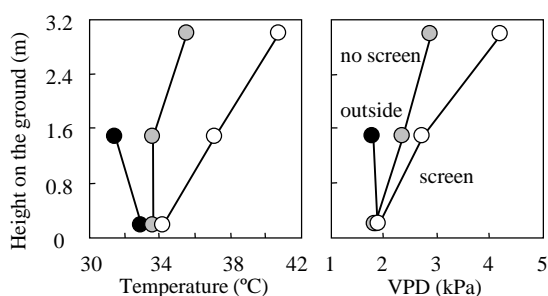 Height on the ground (m)
3.2
2.4
1.6
0.8
0
30
34
38
42
Temperature (ºC)
no screen
outside
screen
1
2
3
4
5
VPD (kPa)